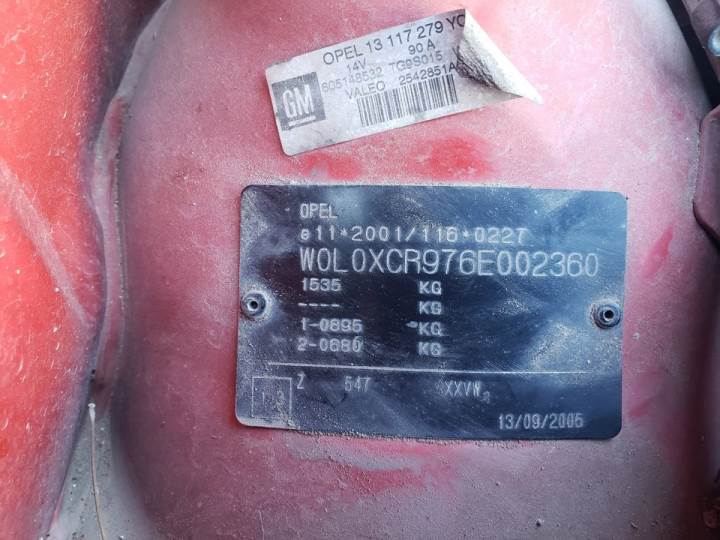 OPEL 13 117 279 YC
14V 90 A
605148532 TG9S015
VALEO 2542851A
GM
OPEL
e11*2001/116*0227
W0L0XCR976E002360
1535 KG
---- KG
1-0895 KG
2-0680 KG
Z 547 XXVW
13/09/2005